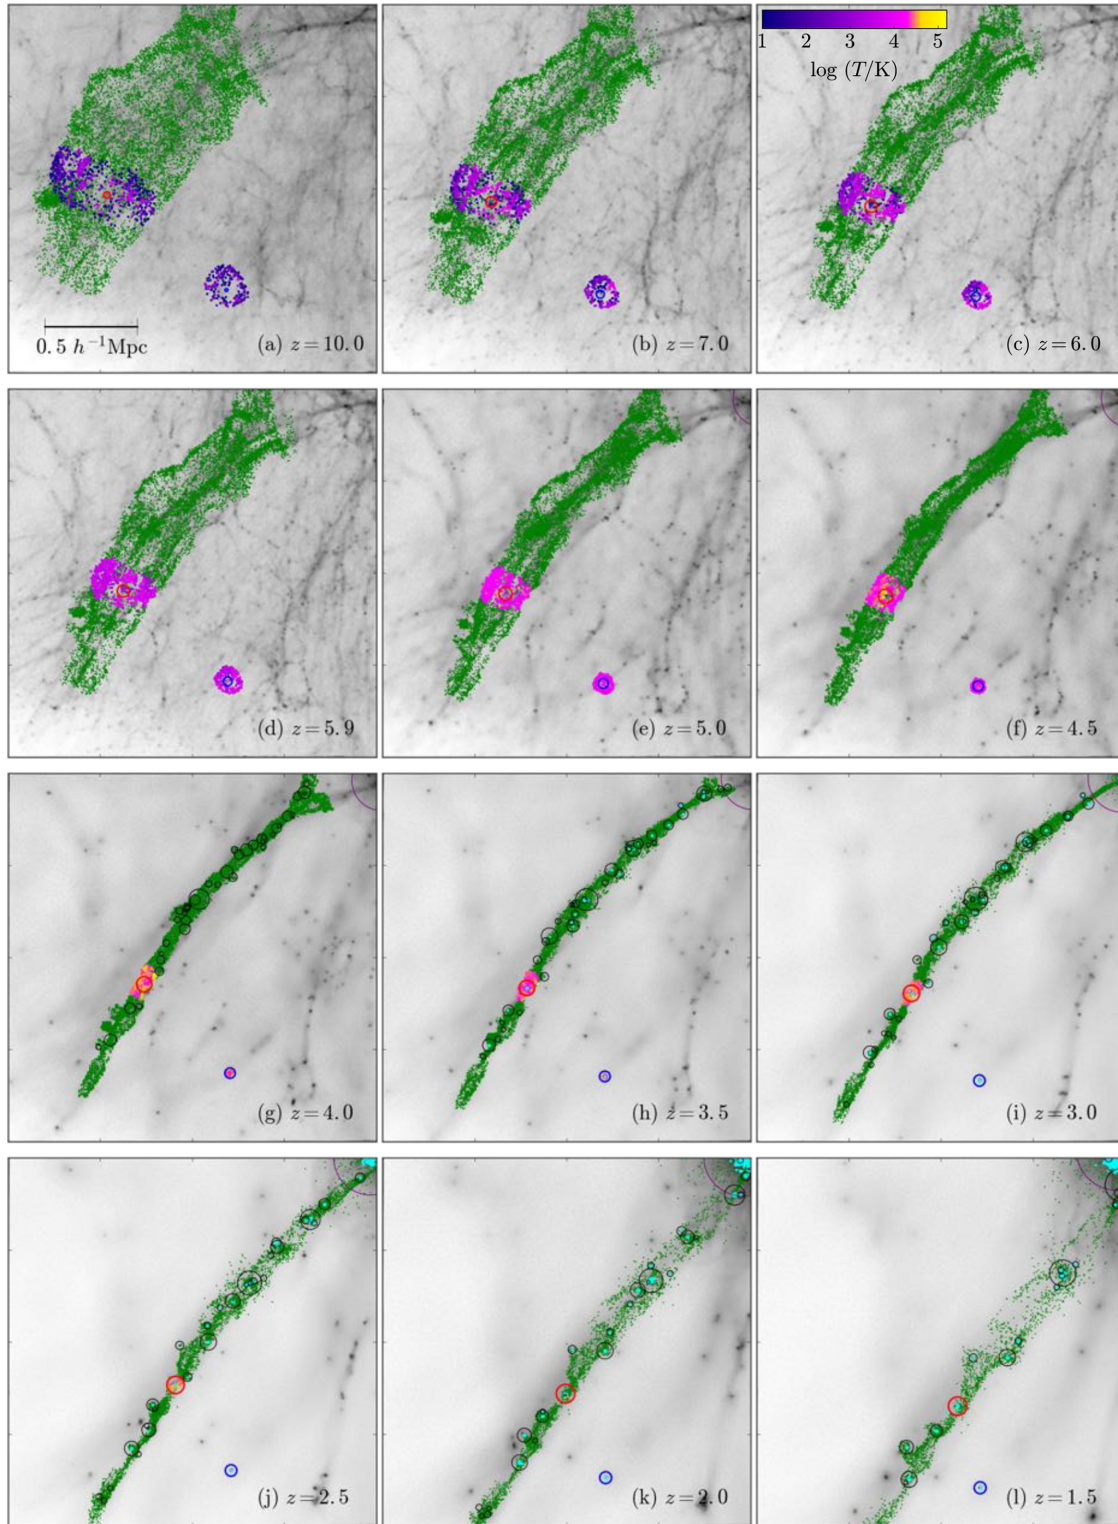 1 2 3 4 5
log (T/K)
0.5 h⁻¹Mpc
(a) z=10.0
(b) z=7.0
(c) z=6.0
(d) z=5.9
(e) z=5.0
(f) z=4.5
(g) z=4.0
(h) z=3.5
(i) z=3.0
(j) z=2.5
(k) z=2.0
(l) z=1.5